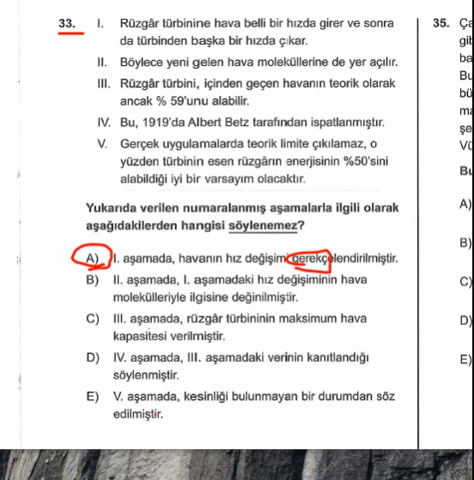 33. I. Rüzgâr türbinine hava belli bir hızda girer ve sonra
da türbinden başka bir hızda çıkar.
II. Böylece yeni gelen hava moleküllerine de yer açılır.
III. Rüzgâr türbini, içinden geçen havanın teorik olarak
ancak % 59'unu alabilir.
IV. Bu, 1919'da Albert Betz tarafından ispatlanmıştır.
V. Gerçek uygulamalarda teorik limite çıkılamaz, o
yüzden türbinin esen rüzgârın enerjisinin %50'sini
alabildiği iyi bir varsayım olacaktır.
Yukarıda verilen numaralanmış aşamalarla ilgili olarak
aşağıdakilerden hangisi söylenemez?
A) I. aşamada, havanın hız değişimi gerekçelendirilmiştir.
B) II. aşamada, I. aşamadaki hız değişiminin hava
molekülleriyle ilgisine değinilmiştir.
C) III. aşamada, rüzgâr türbininin maksimum hava
kapasitesi verilmiştir.
D) IV. aşamada, III. aşamadaki verinin kanıtlandığı
söylenmiştir.
E) V. aşamada, kesinliği bulunmayan bir durumdan söz
edilmiştir.
35.
A)
B)
C)
D)
E)